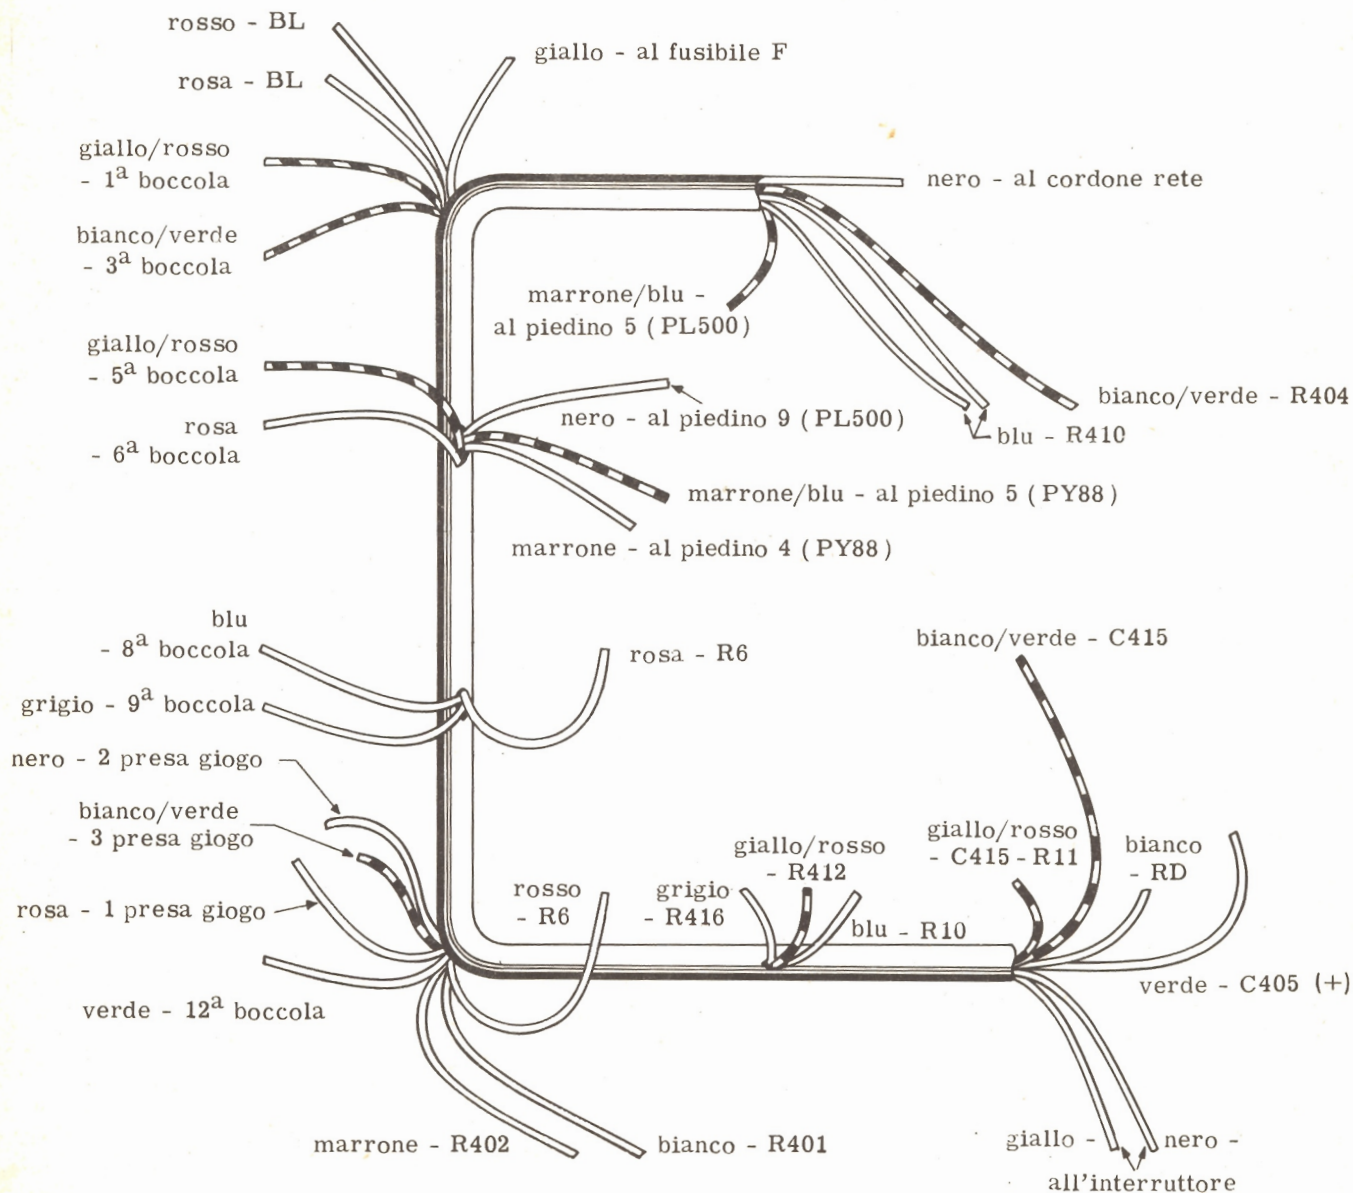 rosso - BL
giallo - al fusibile F
rosa - BL
giallo/rosso
- 1ª boccola
nero - al cordone rete
bianco/verde
- 3ª boccola
marrone/blu -
al piedino 5 (PL500)
giallo/rosso
- 5ª boccola
bianco/verde - R404
nero - al piedino 9 (PL500)
rosa
- 6ª boccola
blu - R410
marrone/blu - al piedino 5 (PY88)
marrone - al piedino 4 (PY88)
blu
- 8ª boccola
bianco/verde - C415
rosa - R6
grigio - 9ª boccola
nero - 2 presa giogo
bianco/verde
- 3 presa giogo
giallo/rosso
- R412
giallo/rosso
- C415 - R11
bianco
- RD
rosso
- R6
grigio
- R416
rosa - 1 presa giogo
blu - R10
verde - C405 (+)
verde - 12ª boccola
marrone - R402
bianco - R401
giallo -
nero -
all'interruttore